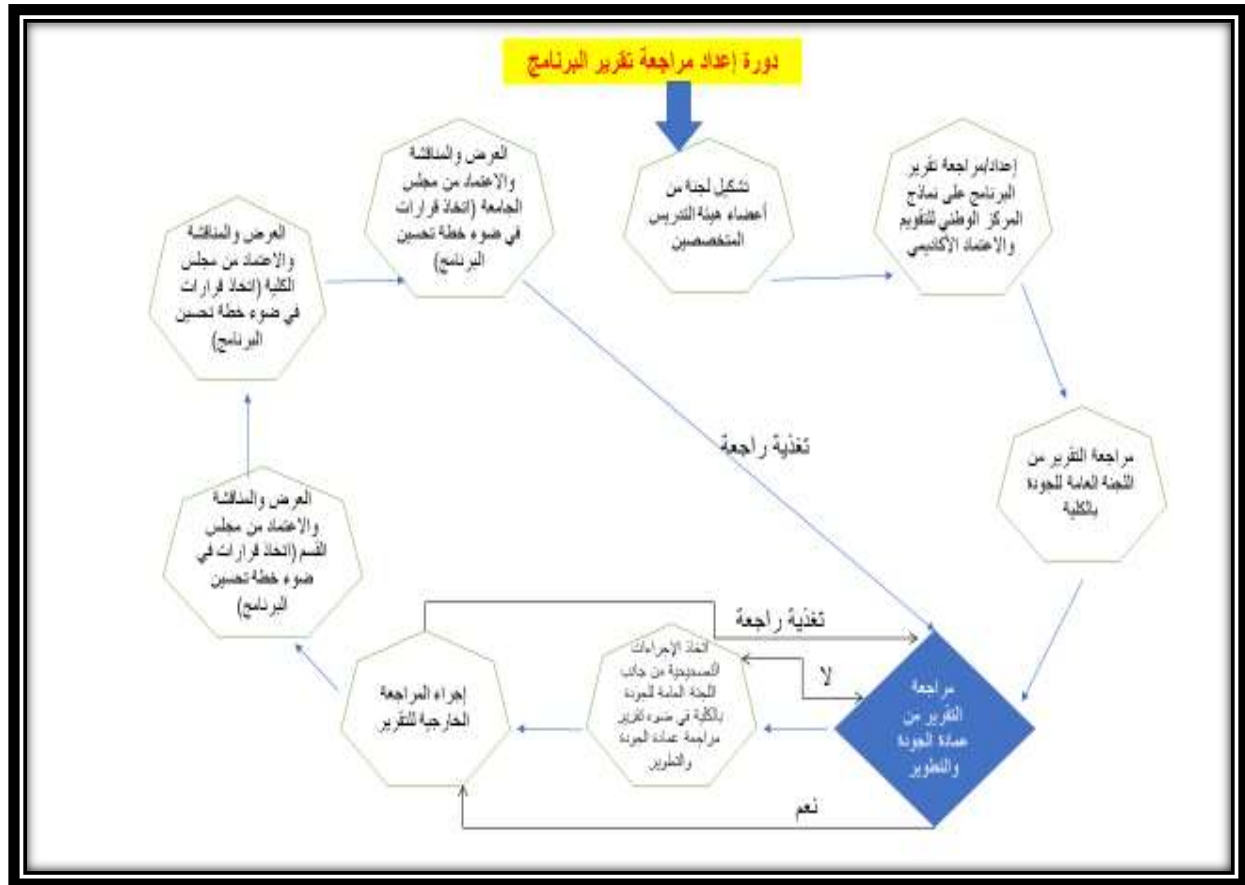 دورة إعداد مراجعة تقرير البرنامج
تشكيل لجنة من
أعضاء هيئة التدريس
المتخصصين
إعداد/مراجعة تقرير
البرنامج على نماذج
المركز الوطني للتقويم
والاعتماد الأكاديمي
مراجعة التقرير من
اللجنة العامة للجودة
بالكلية
مراجعة
التقرير من
عمادة الجودة
والتطوير
لا
اتخاذ الإجراءات
التصحيحية من جانب
اللجنة العامة للجودة
بالكلية في ضوء تقرير
مراجعة عمادة الجودة
والتطوير
نعم
إجراء المراجعة
الخارجية للتقرير
تغذية راجعة
العرض والمناقشة
والاعتماد من مجلس
القسم (اتخاذ قرارات في
ضوء خطة تحسين
البرنامج)
العرض والمناقشة
والاعتماد من مجلس
الكلية (اتخاذ قرارات
في ضوء خطة تحسين
البرنامج)
العرض والمناقشة
والاعتماد من مجلس
الجامعة (اتخاذ قرارات
في ضوء خطة تحسين
البرنامج)
تغذية راجعة